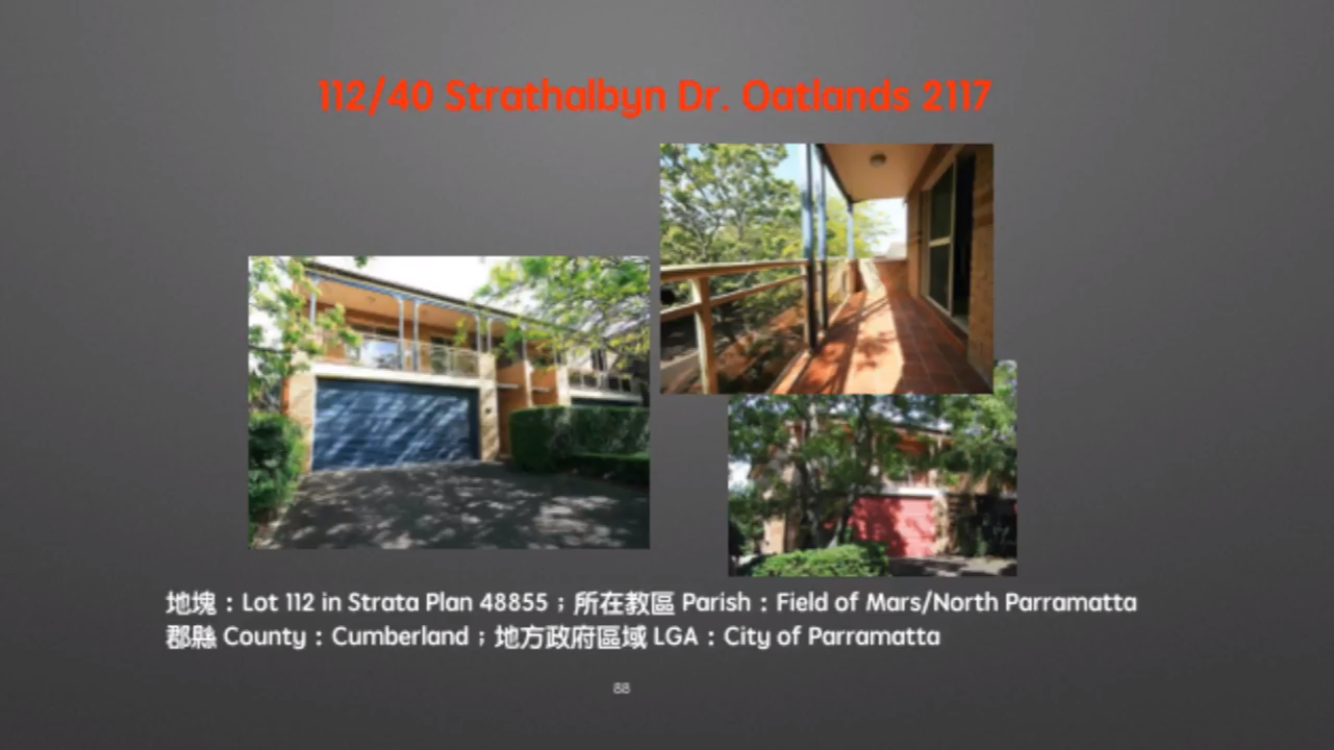 112/40 Strathalbyn Dr. Oatlands 2117
地塊：Lot 112 in Strata Plan 48855；所在教區 Parish：Field of Mars/North Parramatta
郡縣 County：Cumberland；地方政府區域 LGA：City of Parramatta
88